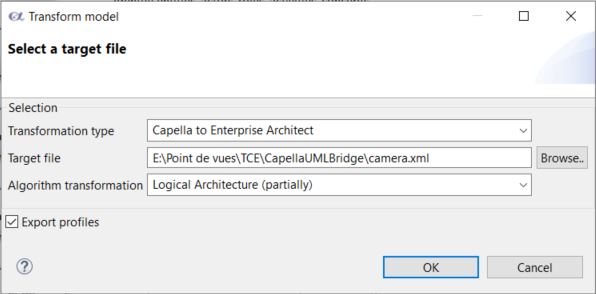 Transform model
Select a target file
Selection
Transformation type Capella to Enterprise Architect
Target file E:\Point de vues\TCE\CapellaUMLBridge\camera.xml Browse..
Algorithm transformation Logical Architecture (partially)
Export profiles
OK Cancel